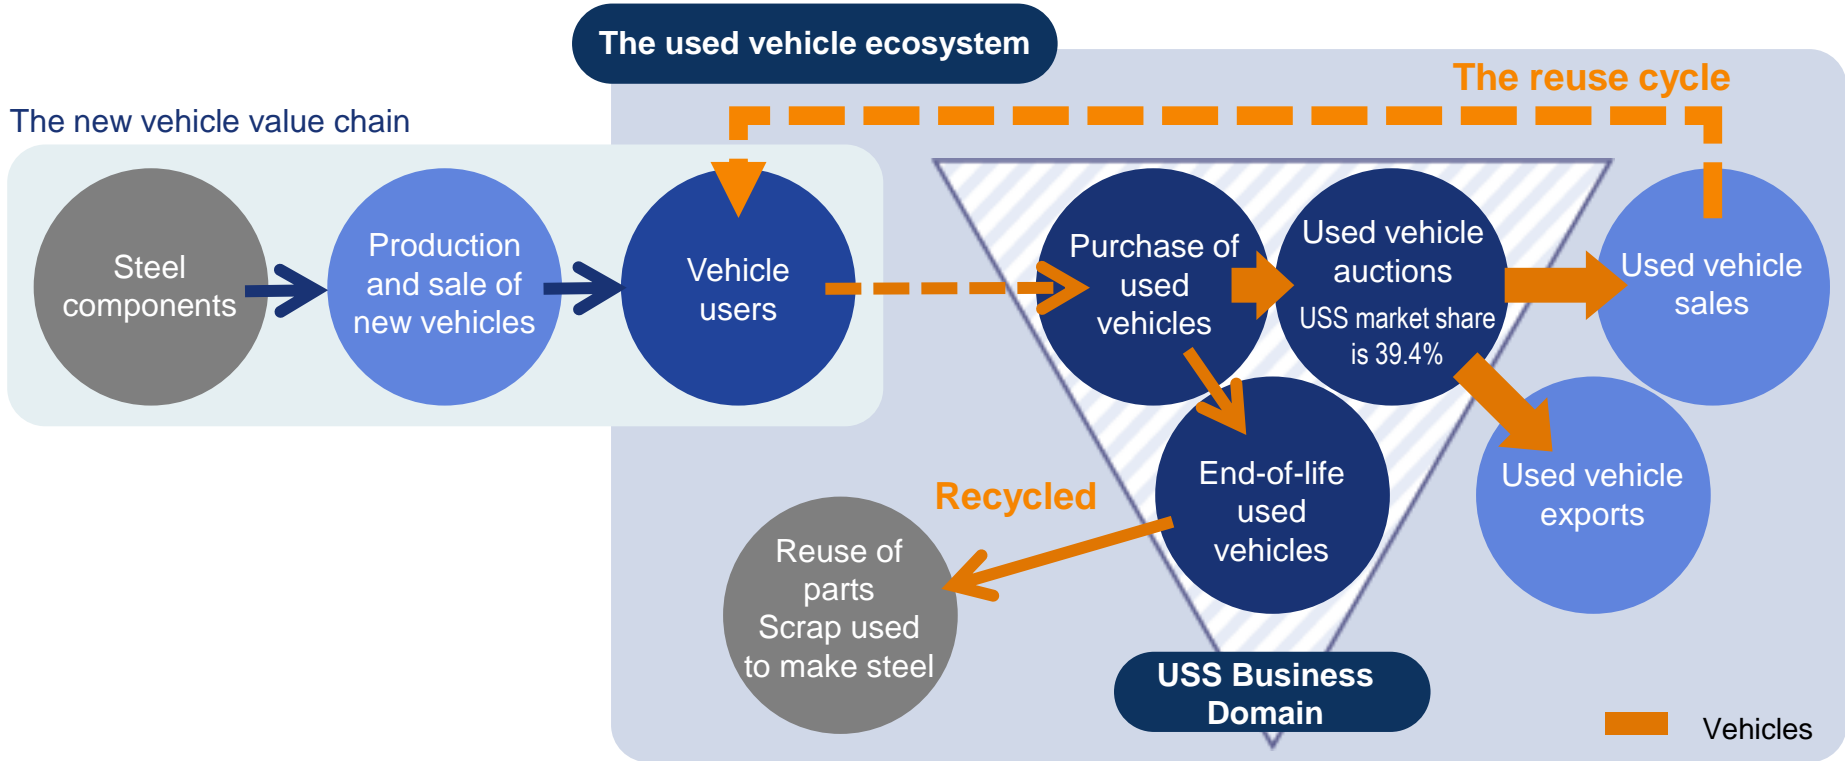 The used vehicle ecosystem
The reuse cycle
The new vehicle value chain
Steel
components
Production
and sale of
new vehicles
Vehicle
users
Purchase of
used
vehicles
Used vehicle
auctions
USS market share
is 39.4%
Used vehicle
sales
End-of-life
used
vehicles
Used vehicle
exports
Recycled
Reuse of
parts
Scrap used
to make steel
USS Business
Domain
Vehicles